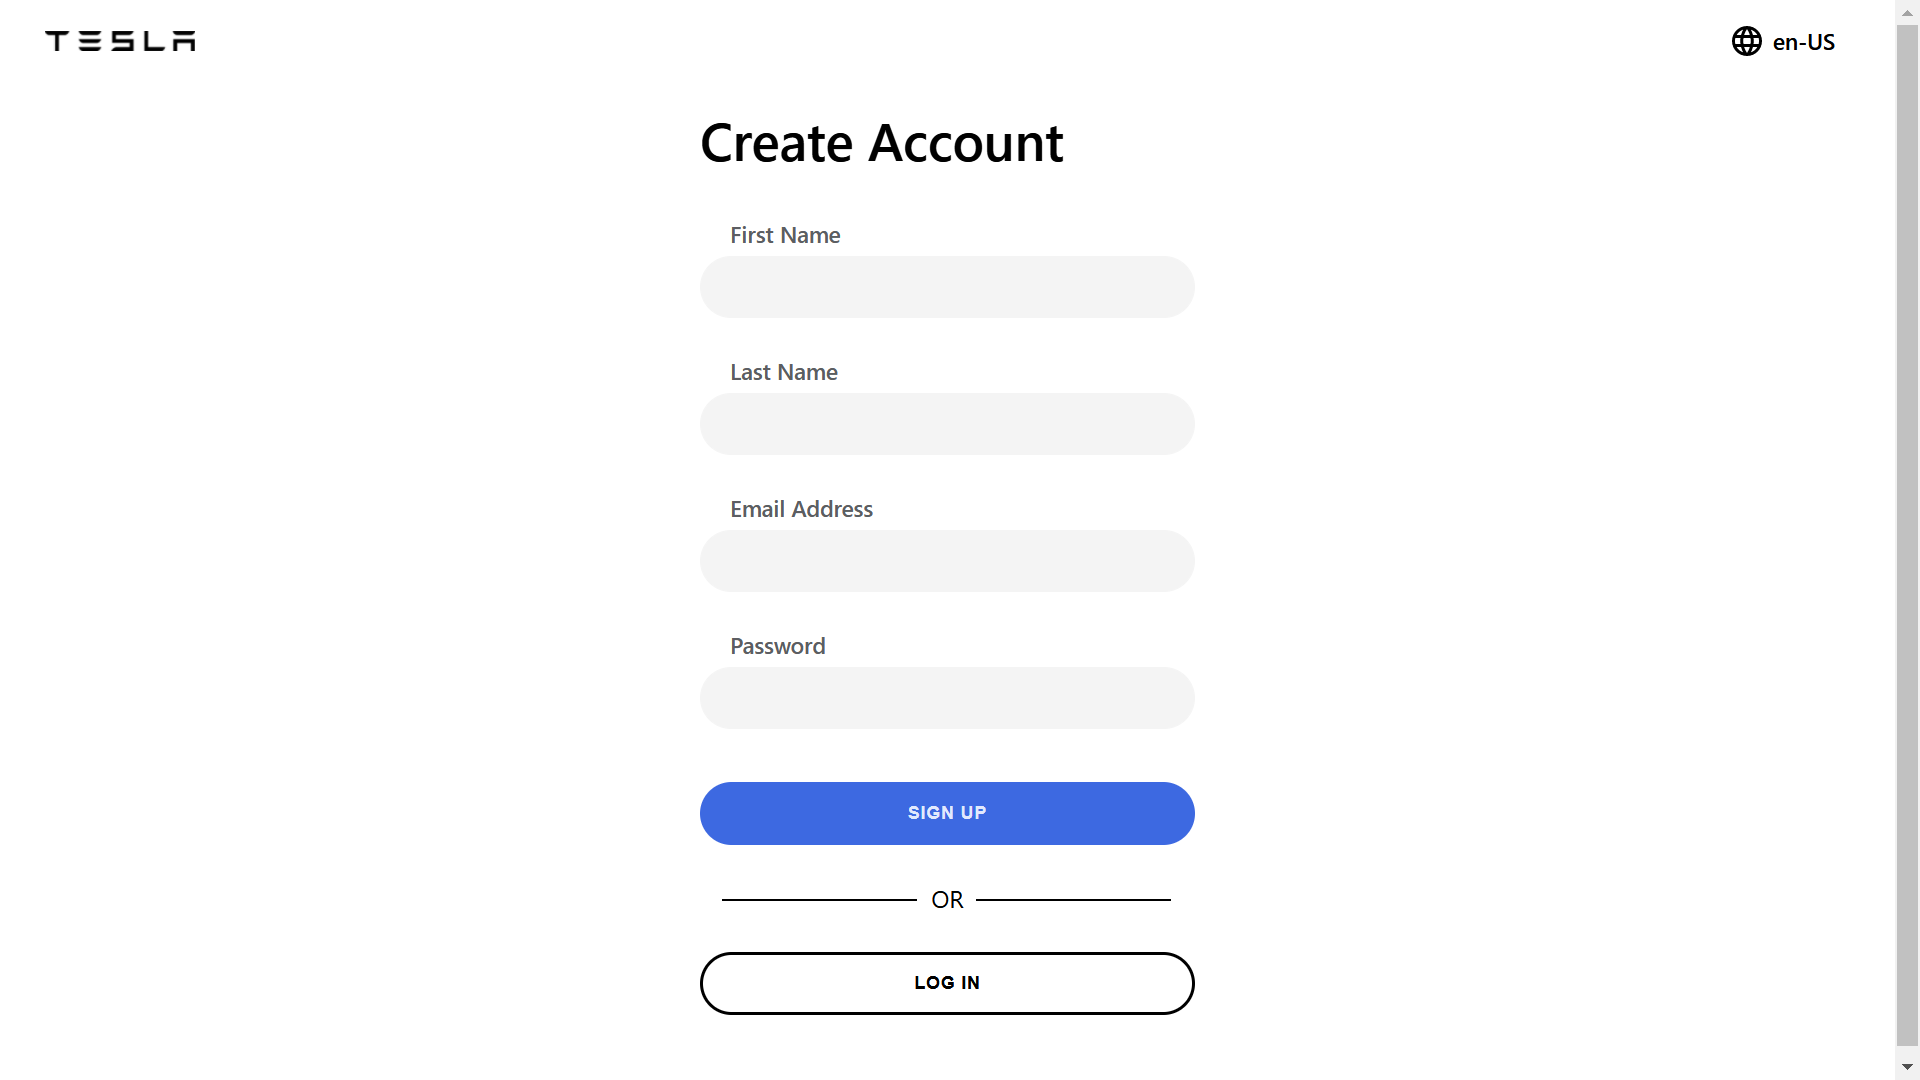 TESLA
en-US
Create Account
First Name
Last Name
Email Address
Password
SIGN UP
OR
LOG IN